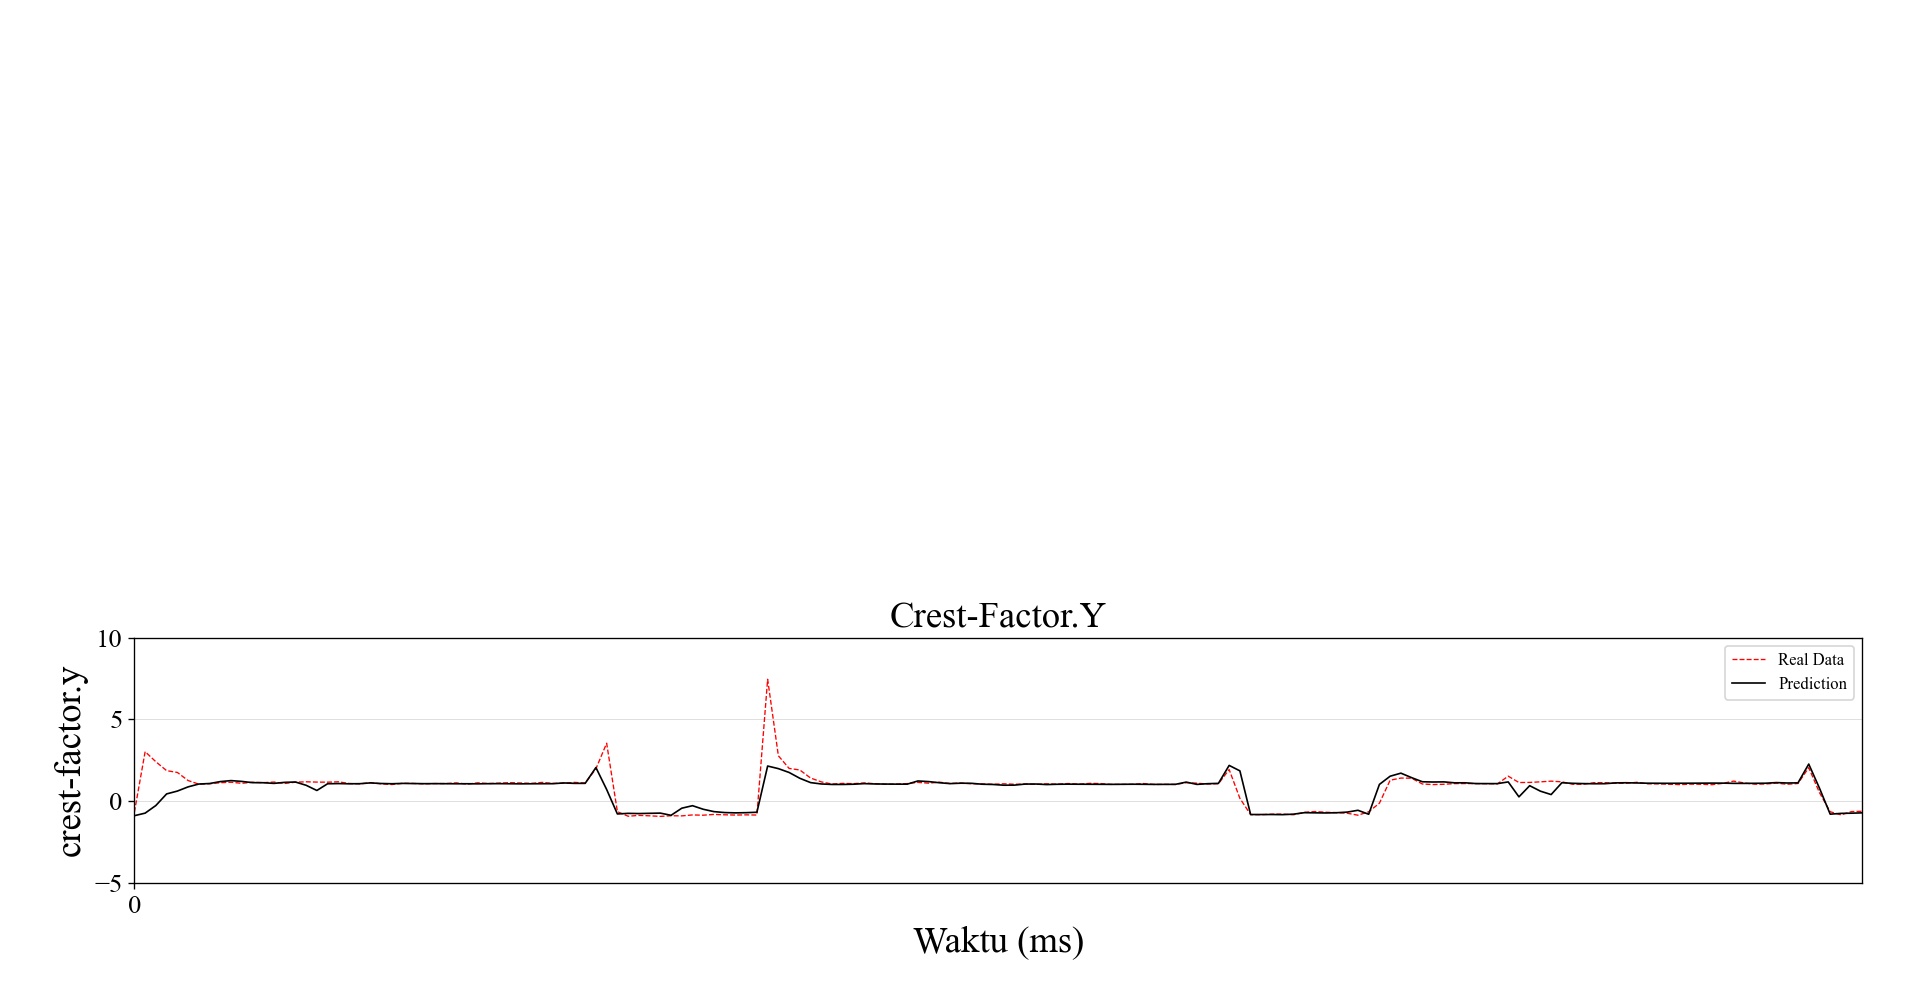 Crest-Factor.Y
crest-factor.y
10
5
0
−5
0
Waktu (ms)
Real Data
Prediction